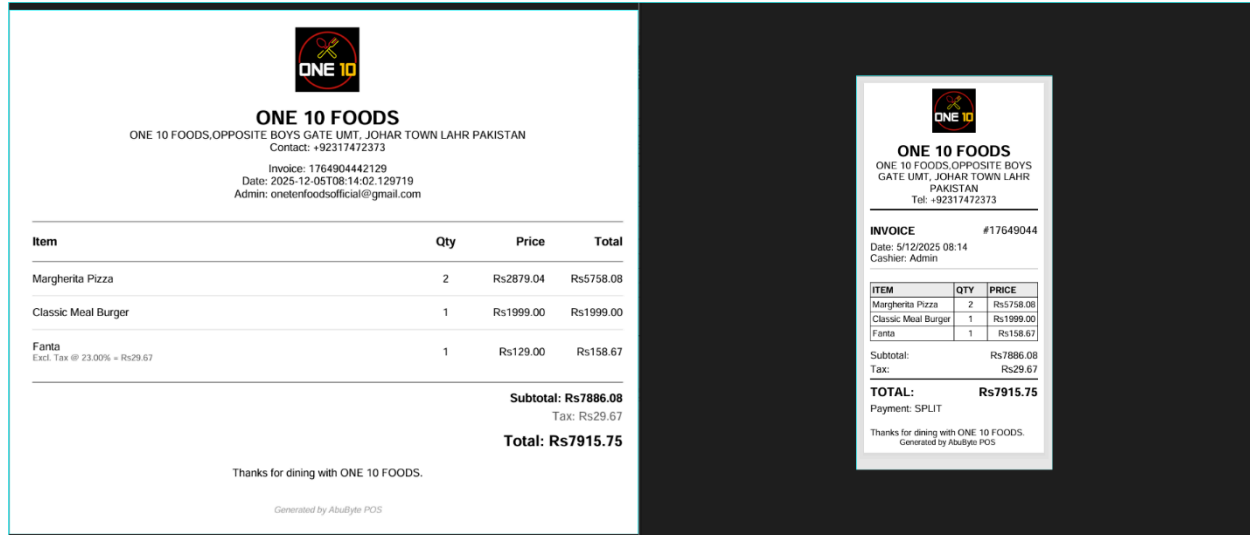 ONE 10
ONE 10 FOODS
ONE 10 FOODS,OPPOSITE BOYS GATE UMT, JOHAR TOWN LAHR PAKISTAN
Contact: +92317472373
Invoice: 1764904442129
Date: 2025-12-05T08:14:02.129719
Admin: onetenfoodsofficial@gmail.com
Item Qty Price Total
Margherita Pizza 2 Rs2879.04 Rs5758.08
Classic Meal Burger 1 Rs1999.00 Rs1999.00
Fanta 1 Rs129.00 Rs158.67
Excl. Tax @ 23.00% = Rs29.67
Subtotal: Rs7886.08
Tax: Rs29.67
Total: Rs7915.75
Thanks for dining with ONE 10 FOODS.
Generated by AbuByte POS
ONE 10
ONE 10 FOODS
ONE 10 FOODS,OPPOSITE BOYS
GATE UMT, JOHAR TOWN LAHR
PAKISTAN
Tel: +92317472373
INVOICE #17649044
Date: 5/12/2025 08:14
Cashier: Admin
ITEM QTY PRICE
Margherita Pizza 2 Rs5758.08
Classic Meal Burger 1 Rs1999.00
Fanta 1 Rs158.67
Subtotal: Rs7886.08
Tax: Rs29.67
TOTAL: Rs7915.75
Payment: SPLIT
Thanks for dining with ONE 10 FOODS.
Generated by AbuByte POS